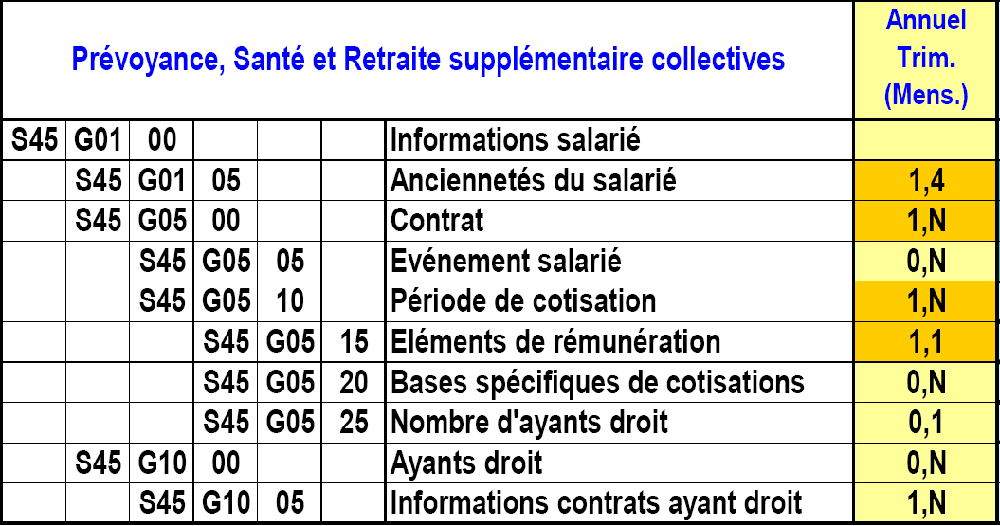 Prévoyance, Santé et Retraite supplémentaire collectives
Annuel
Trim.
(Mens.)
S45 G01 00 Informations salarié
S45 G01 05 Anciennetés du salarié 1,4
S45 G05 00 Contrat 1,N
S45 G05 05 Evénement salarié 0,N
S45 G05 10 Période de cotisation 1,N
S45 G05 15 Eléments de rémunération 1,1
S45 G05 20 Bases spécifiques de cotisations 0,N
S45 G05 25 Nombre d'ayants droit 0,1
S45 G10 00 Ayants droit 0,N
S45 G10 05 Informations contrats ayant droit 1,N